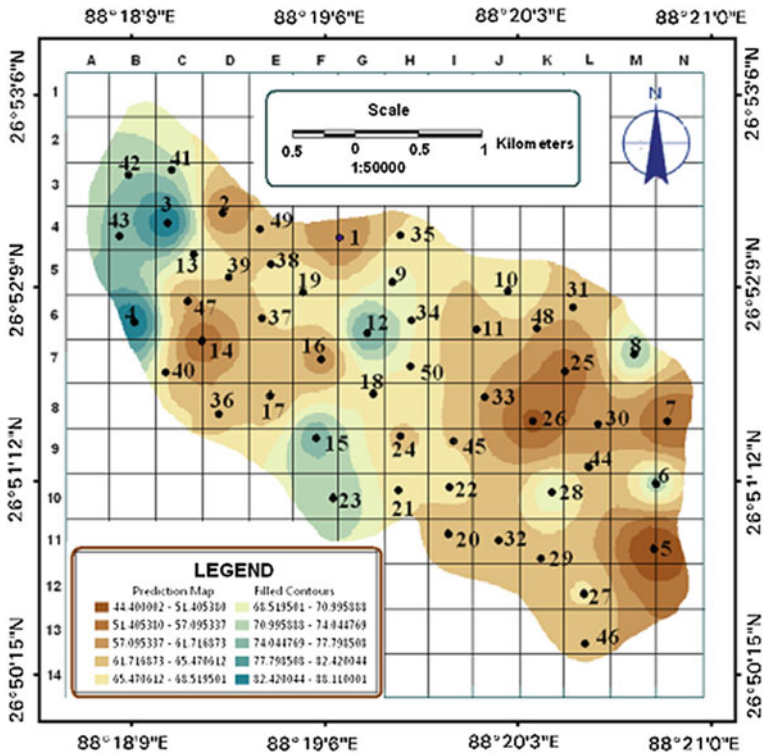 88°18'9"E 88°19'6"E 88°20'3"E 88°21'0"E
A B C D E F G H I J K L M N
26°53'6"N 26°52'9"N 26°51'12"N 26°50'15"N
1
2
3
4
5
6
7
8
9
10
11
12
13
14
Scale
0.5 0 0.5 1 Kilometers
1:50000
N
26°53'6"N 26°52'9"N 26°51'12"N 26°50'15"N
42 41
3 2
43 49 1 35
13 39 38 19 9 10 31
4 47 37 12 34 11 48
14 16 8
40 18 50 25
36 17 33 26 30 7
15 24 45 44
23 21 22 28 6
20 32 29 5
27
46
LEGEND
Prediction Map Filled Contours
44.400002 - 51.405380 68.519501 - 70.995888
51.405380 - 57.095337 70.995888 - 74.044769
57.095337 - 61.716873 74.044769 - 77.798508
61.716873 - 65.470612 77.798508 - 82.420044
65.470612 - 68.519501 82.420044 - 88.110001
88°18'9"E 88°19'6"E 88°20'3"E 88°21'0"E